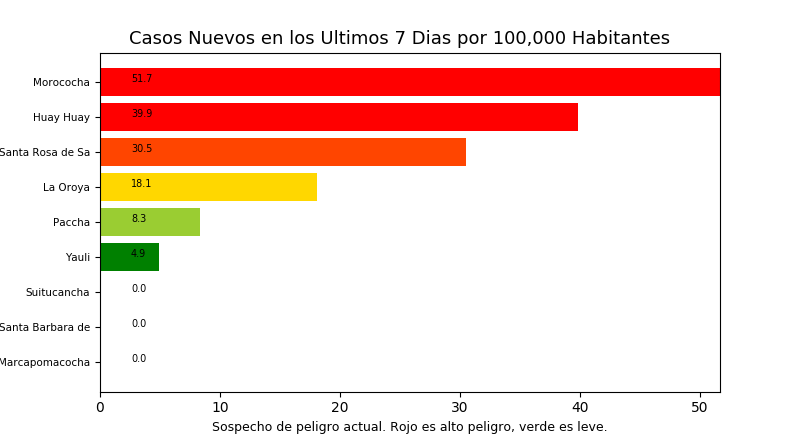 Casos Nuevos en los Ultimos 7 Dias por 100,000 Habitantes
Morococha 51.7
Huay Huay 39.9
Santa Rosa de Sa 30.5
La Oroya 18.1
Paccha 8.3
Yauli 4.9
Suitucancha 0.0
Santa Barbara de 0.0
Marcapomacocha 0.0
0 10 20 30 40 50
Sospecho de peligro actual. Rojo es alto peligro, verde es leve.